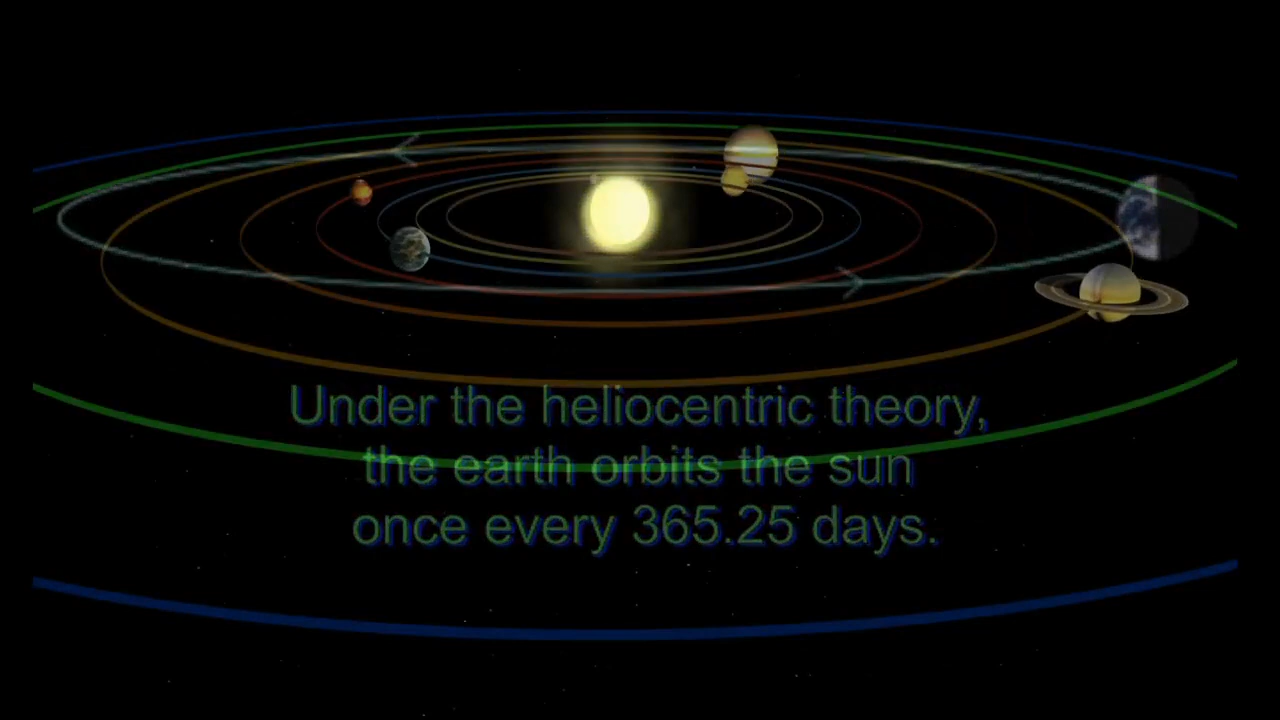 Under the heliocentric theory,
the earth orbits the sun
once every 365.25 days.